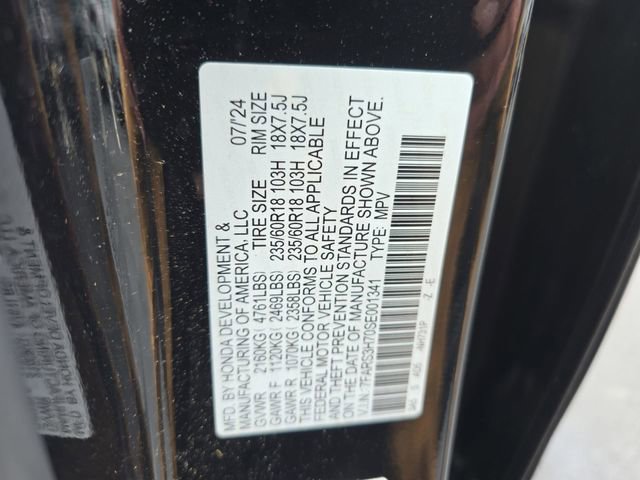 MFD. BY HONDA DEVELOPMENT &
MANUFACTURING OF AMERICA, LLC 07/'24
GVWR 2160KG( 4761LBS) TIRE SIZE RIM SIZE
GAWR F 1120KG( 2469LBS) 235/60R18 103H 18X7.5J
GAWR R 1070KG( 2358LBS) 235/60R18 103H 18X7.5J
THIS VEHICLE CONFORMS TO ALL APPLICABLE
FEDERAL MOTOR VEHICLE SAFETY
AND THEFT PREVENTION STANDARDS IN EFFECT
ON THE DATE OF MANUFACTURE SHOWN ABOVE.
V.I.N: 7FARS3H70SE001341 TYPE: MPV